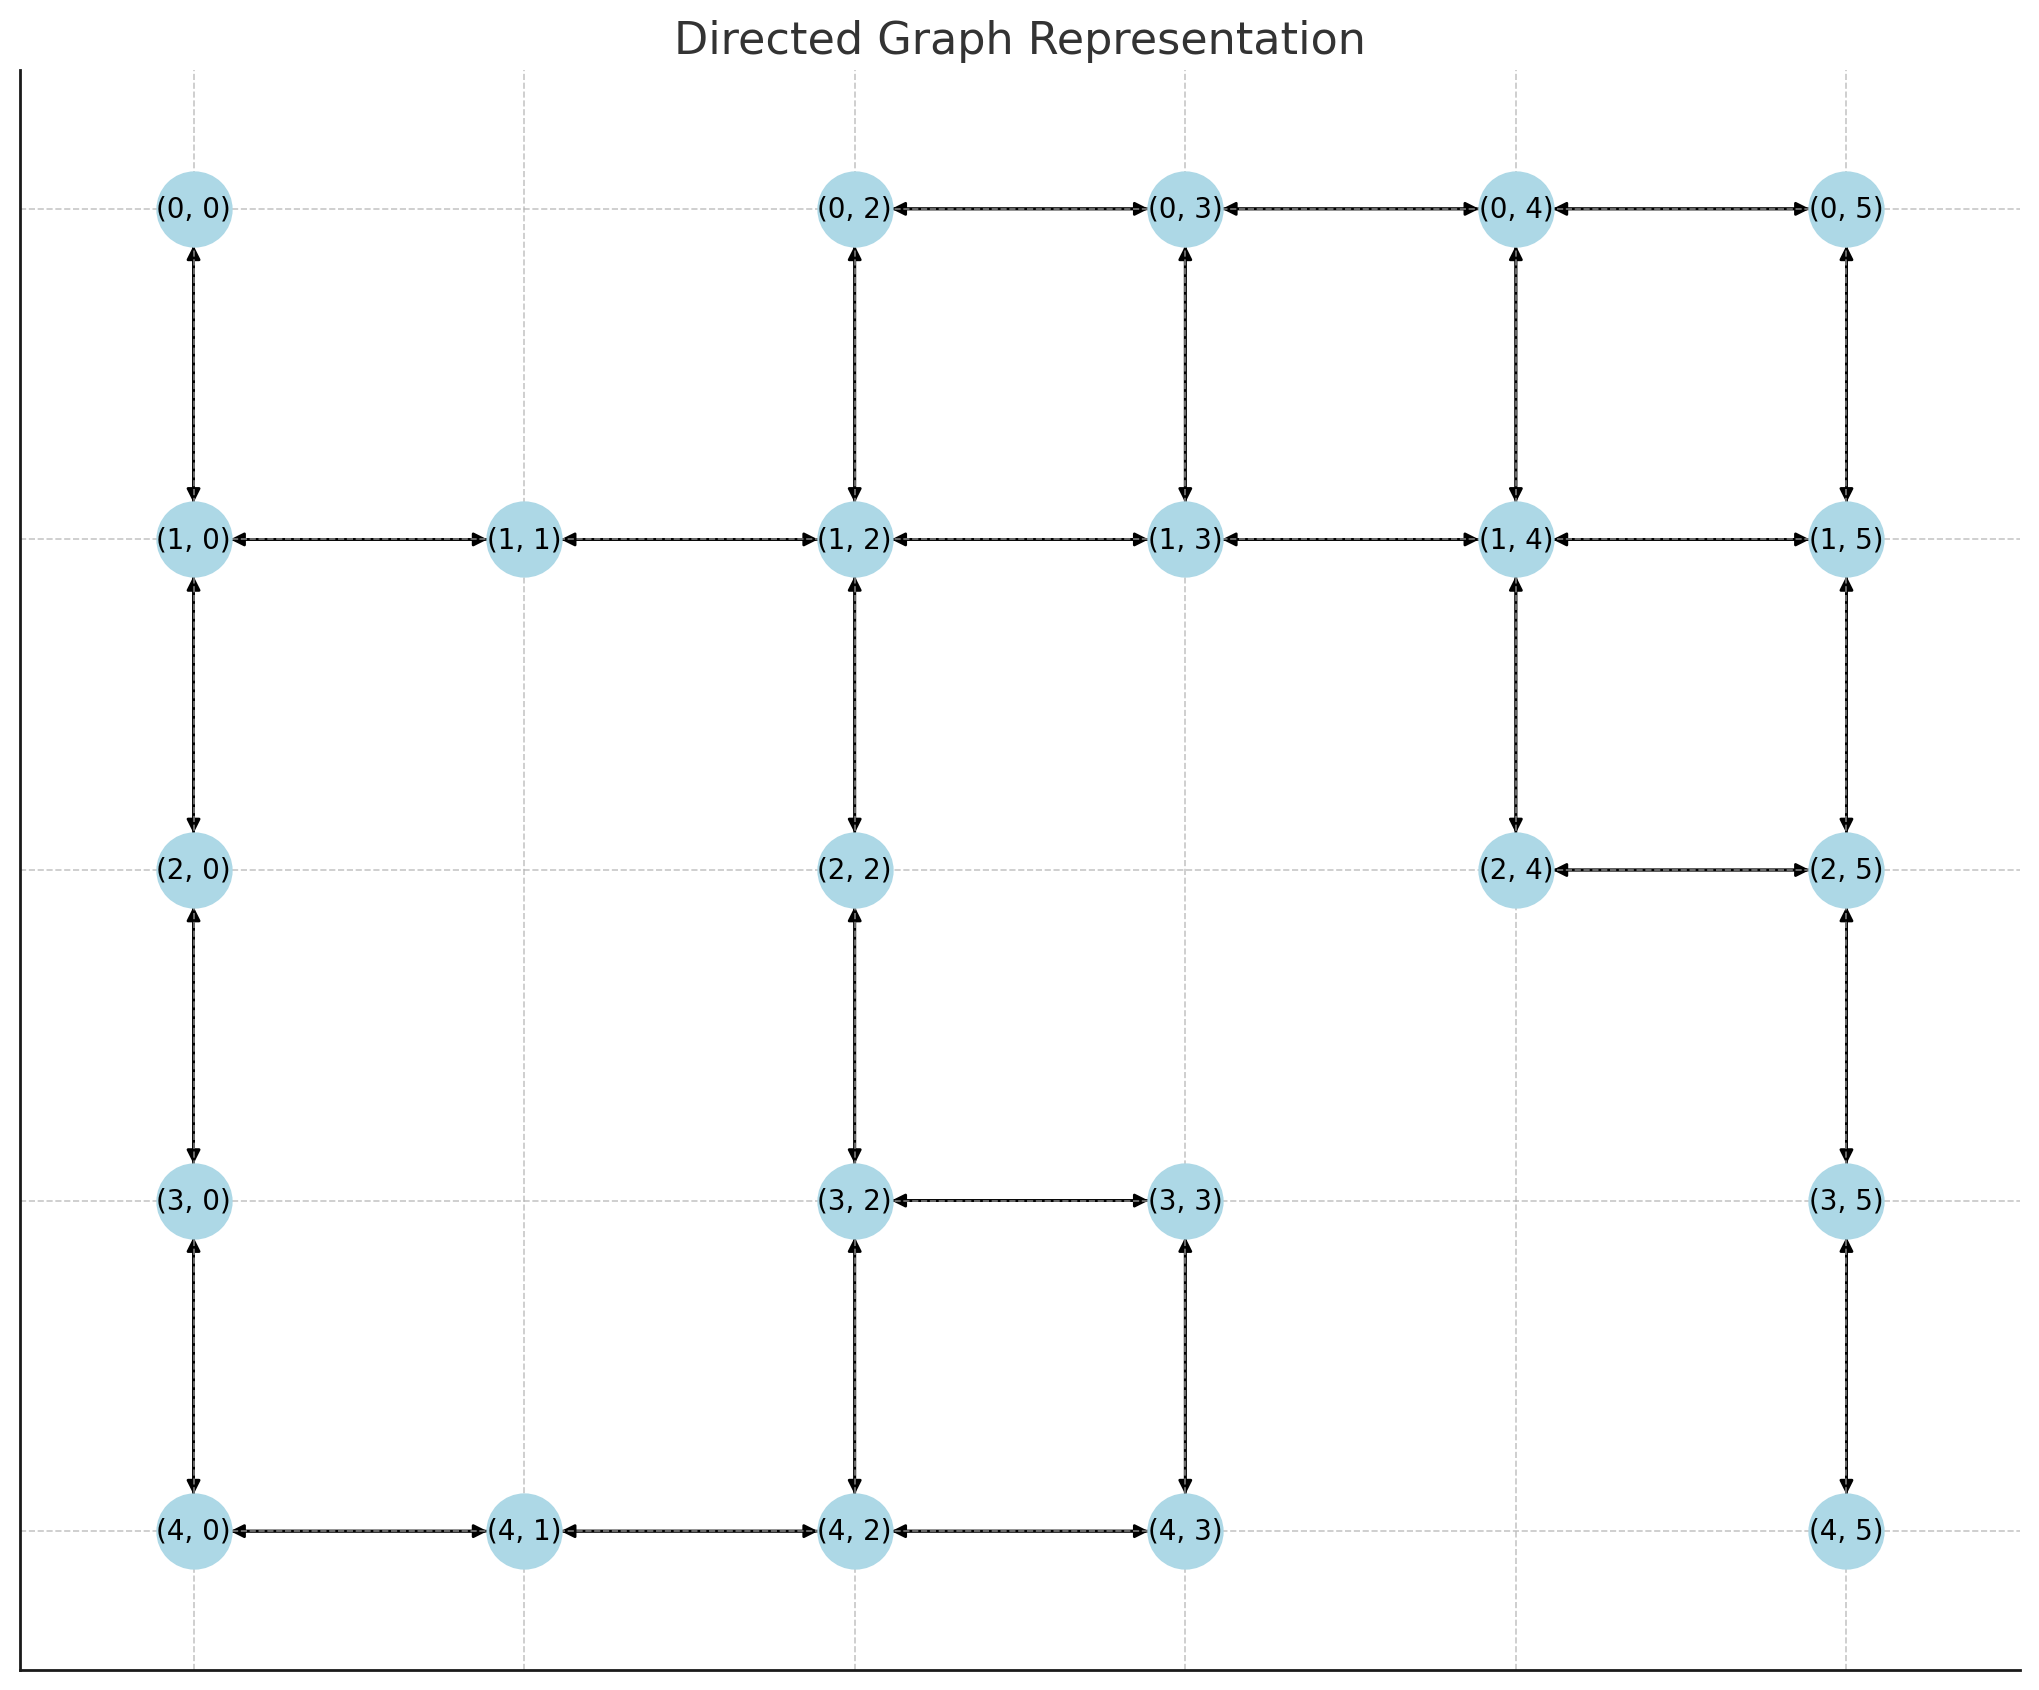 Directed Graph Representation
(0, 0) (0, 2) (0, 3) (0, 4) (0, 5)
(1, 0) (1, 1) (1, 2) (1, 3) (1, 4) (1, 5)
(2, 0) (2, 2) (2, 4) (2, 5)
(3, 0) (3, 2) (3, 3) (3, 5)
(4, 0) (4, 1) (4, 2) (4, 3) (4, 5)